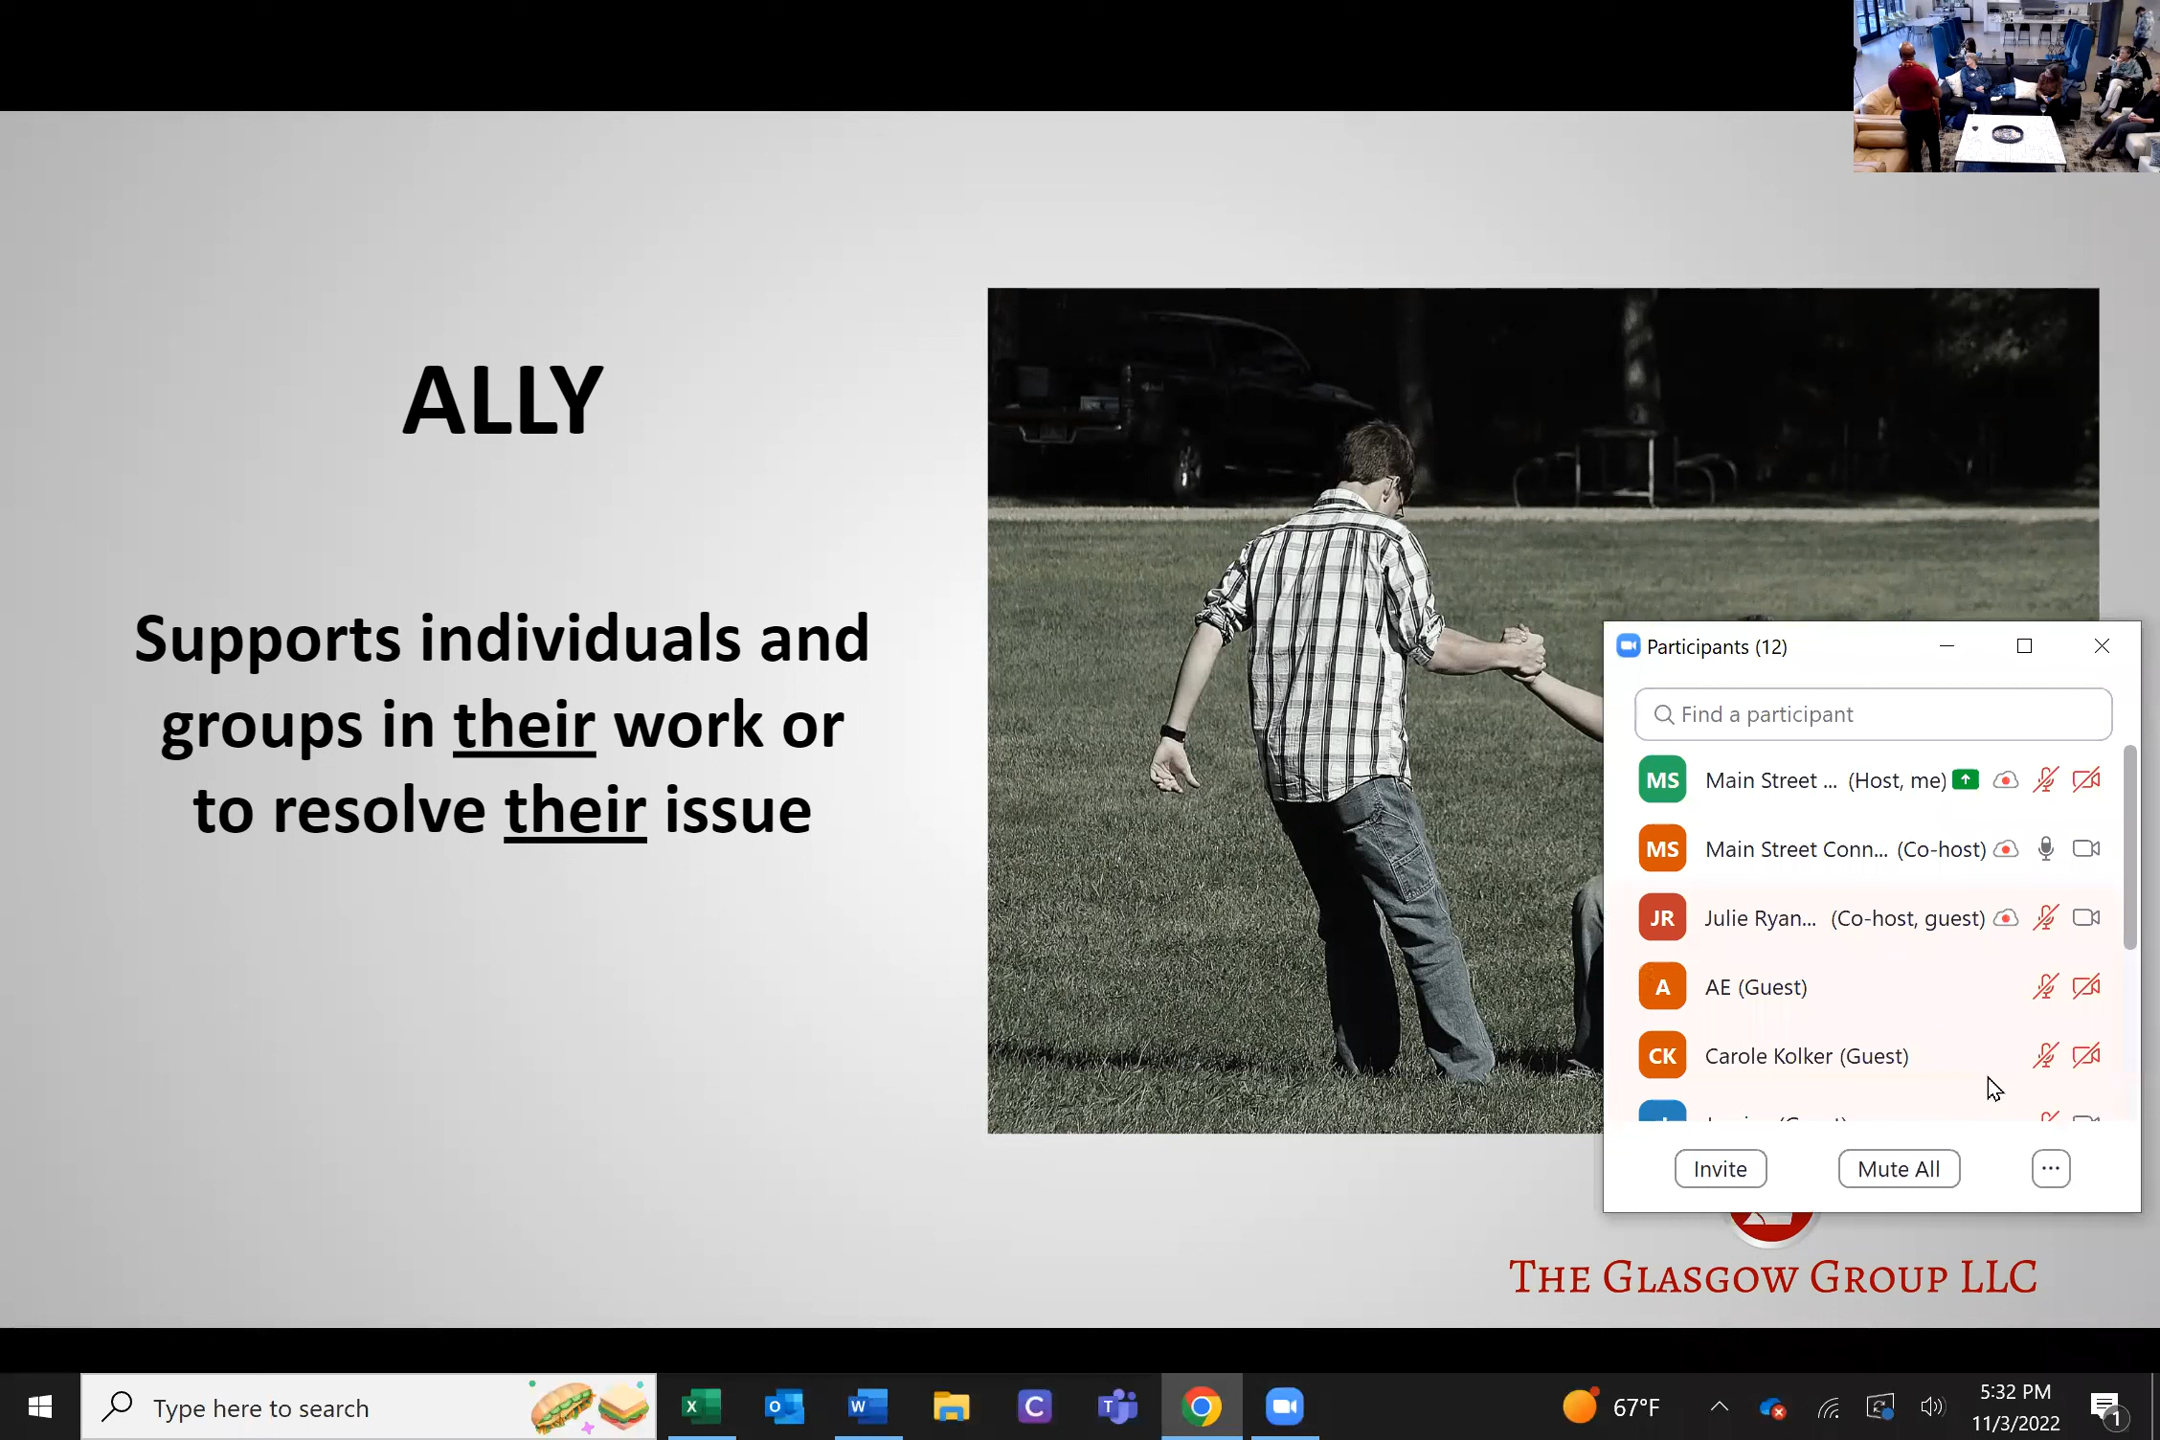 ALLY
Supports individuals and
groups in their work or
to resolve their issue
Participants (12)
Find a participant
MS Main Street ... (Host, me)
MS Main Street Conn... (Co-host)
JR Julie Ryan... (Co-host, guest)
A AE (Guest)
CK Carole Kolker (Guest)
Invite Mute All ...
THE GLASGOW GROUP LLC
Type here to search
67°F
5:32 PM
11/3/2022
1